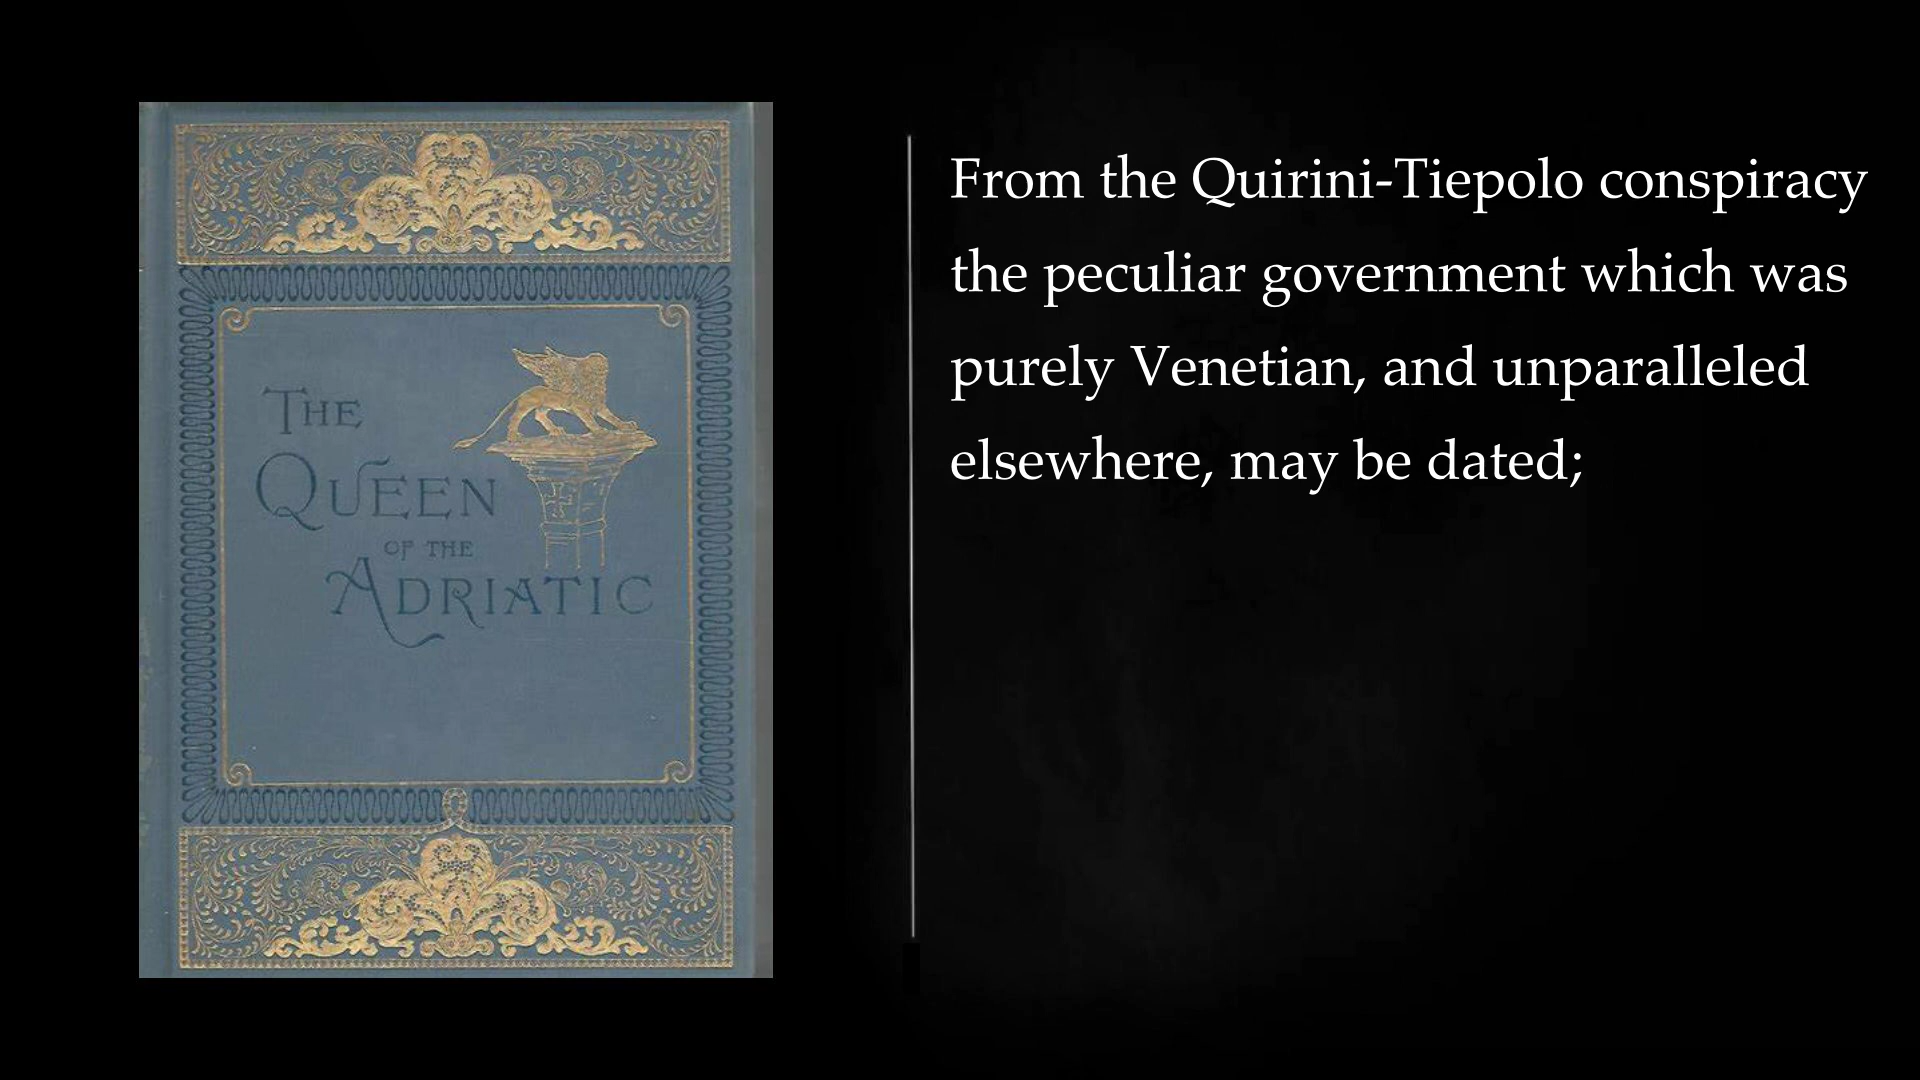 THE
QUEEN
OF THE
ADRIATIC
From the Quirini-Tiepolo conspiracy
the peculiar government which was
purely Venetian, and unparalleled
elsewhere, may be dated;